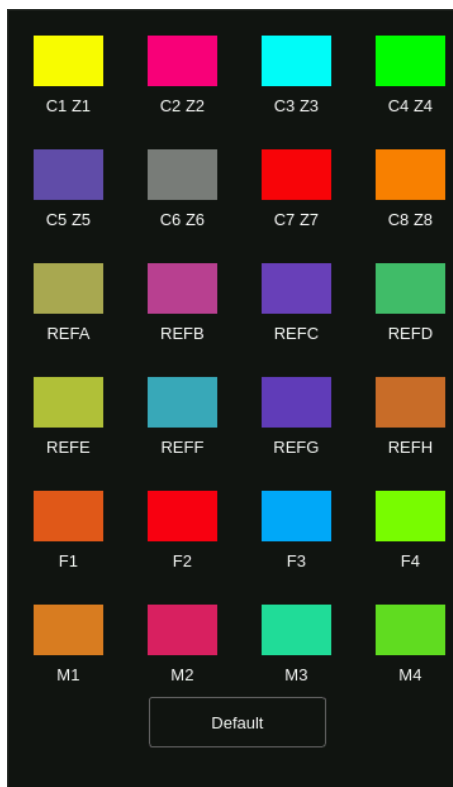 C1 Z1 C2 Z2 C3 Z3 C4 Z4
C5 Z5 C6 Z6 C7 Z7 C8 Z8
REFA REFB REFC REFD
REFE REFF REFG REFH
F1 F2 F3 F4
M1 M2 M3 M4
Default